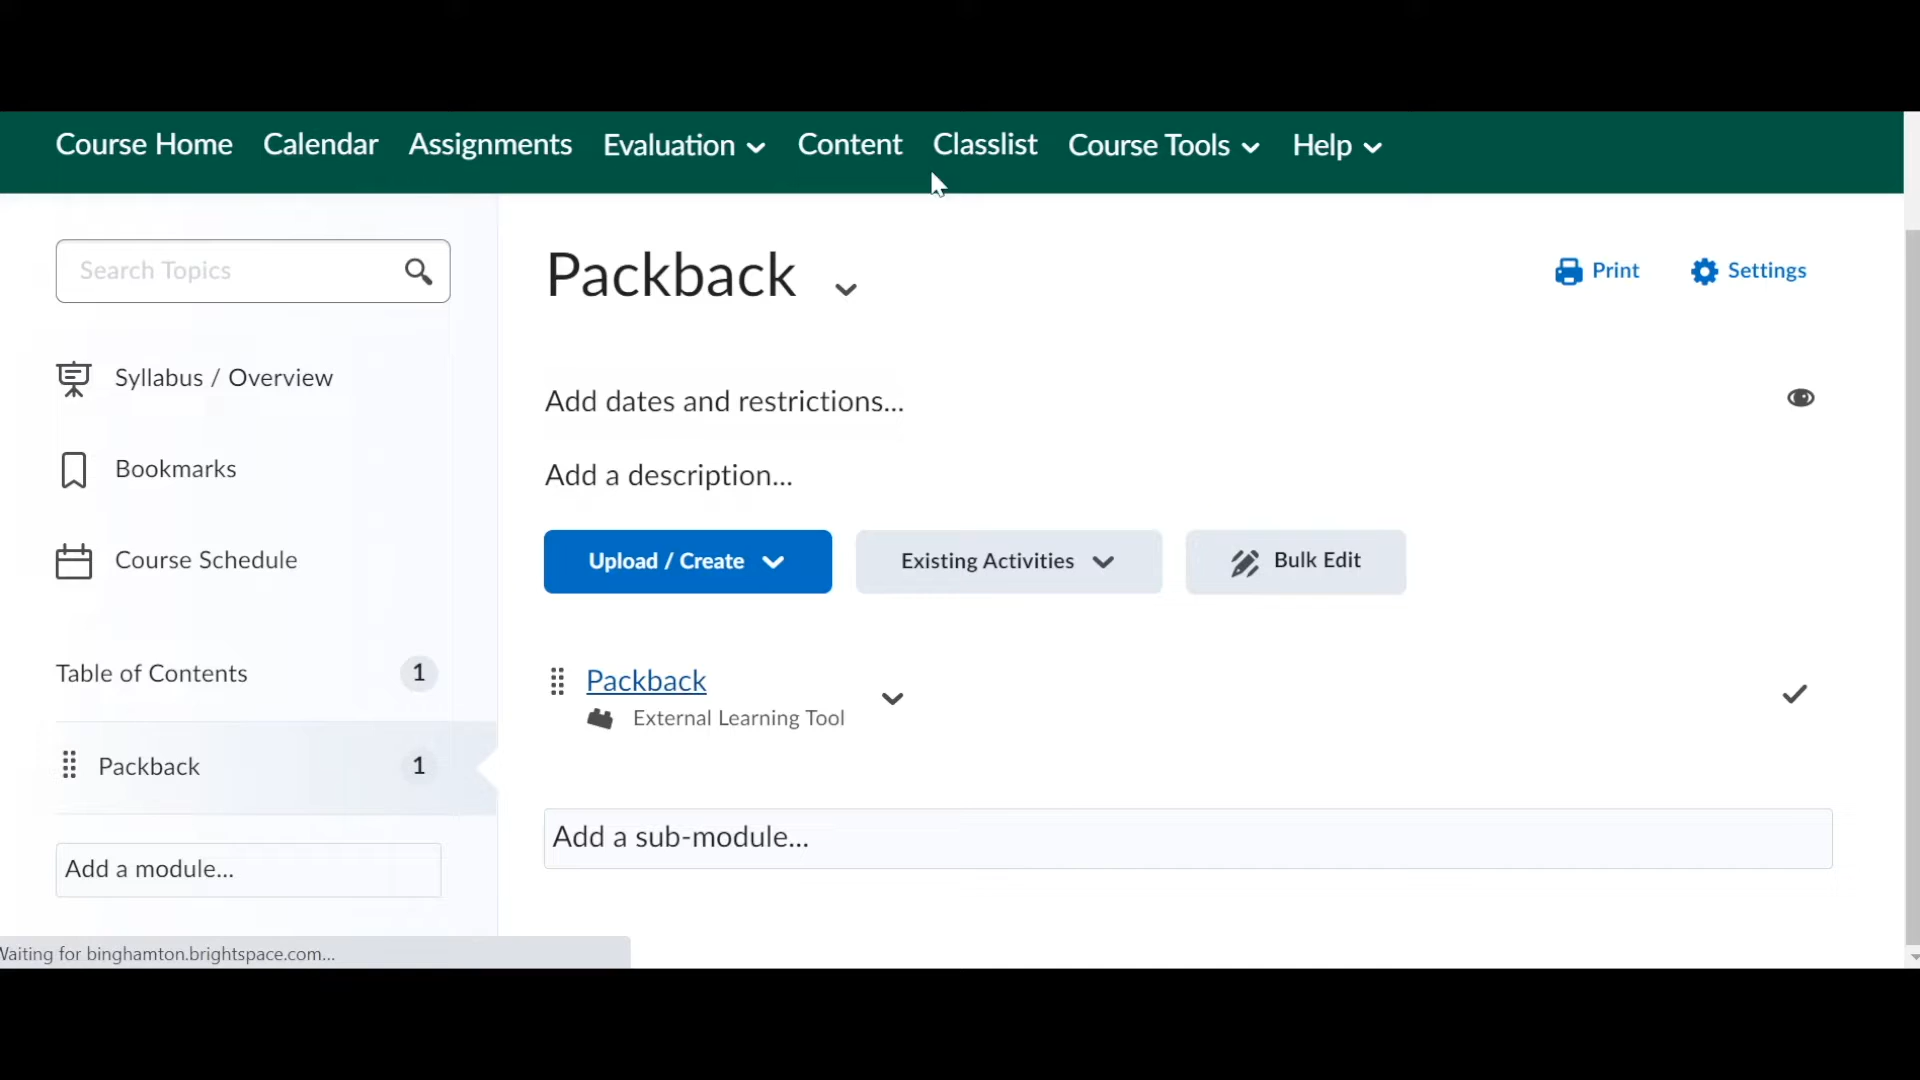 Course Home Calendar Assignments Evaluation Content Classlist Course Tools Help
Search Topics
Syllabus / Overview
Bookmarks
Course Schedule
Table of Contents 1
Packback 1
Add a module...
Packback
Print
Settings
Add dates and restrictions...
Add a description...
Upload / Create
Existing Activities
Bulk Edit
Packback
External Learning Tool
Add a sub-module...
Waiting for binghamton.brightspace.com...